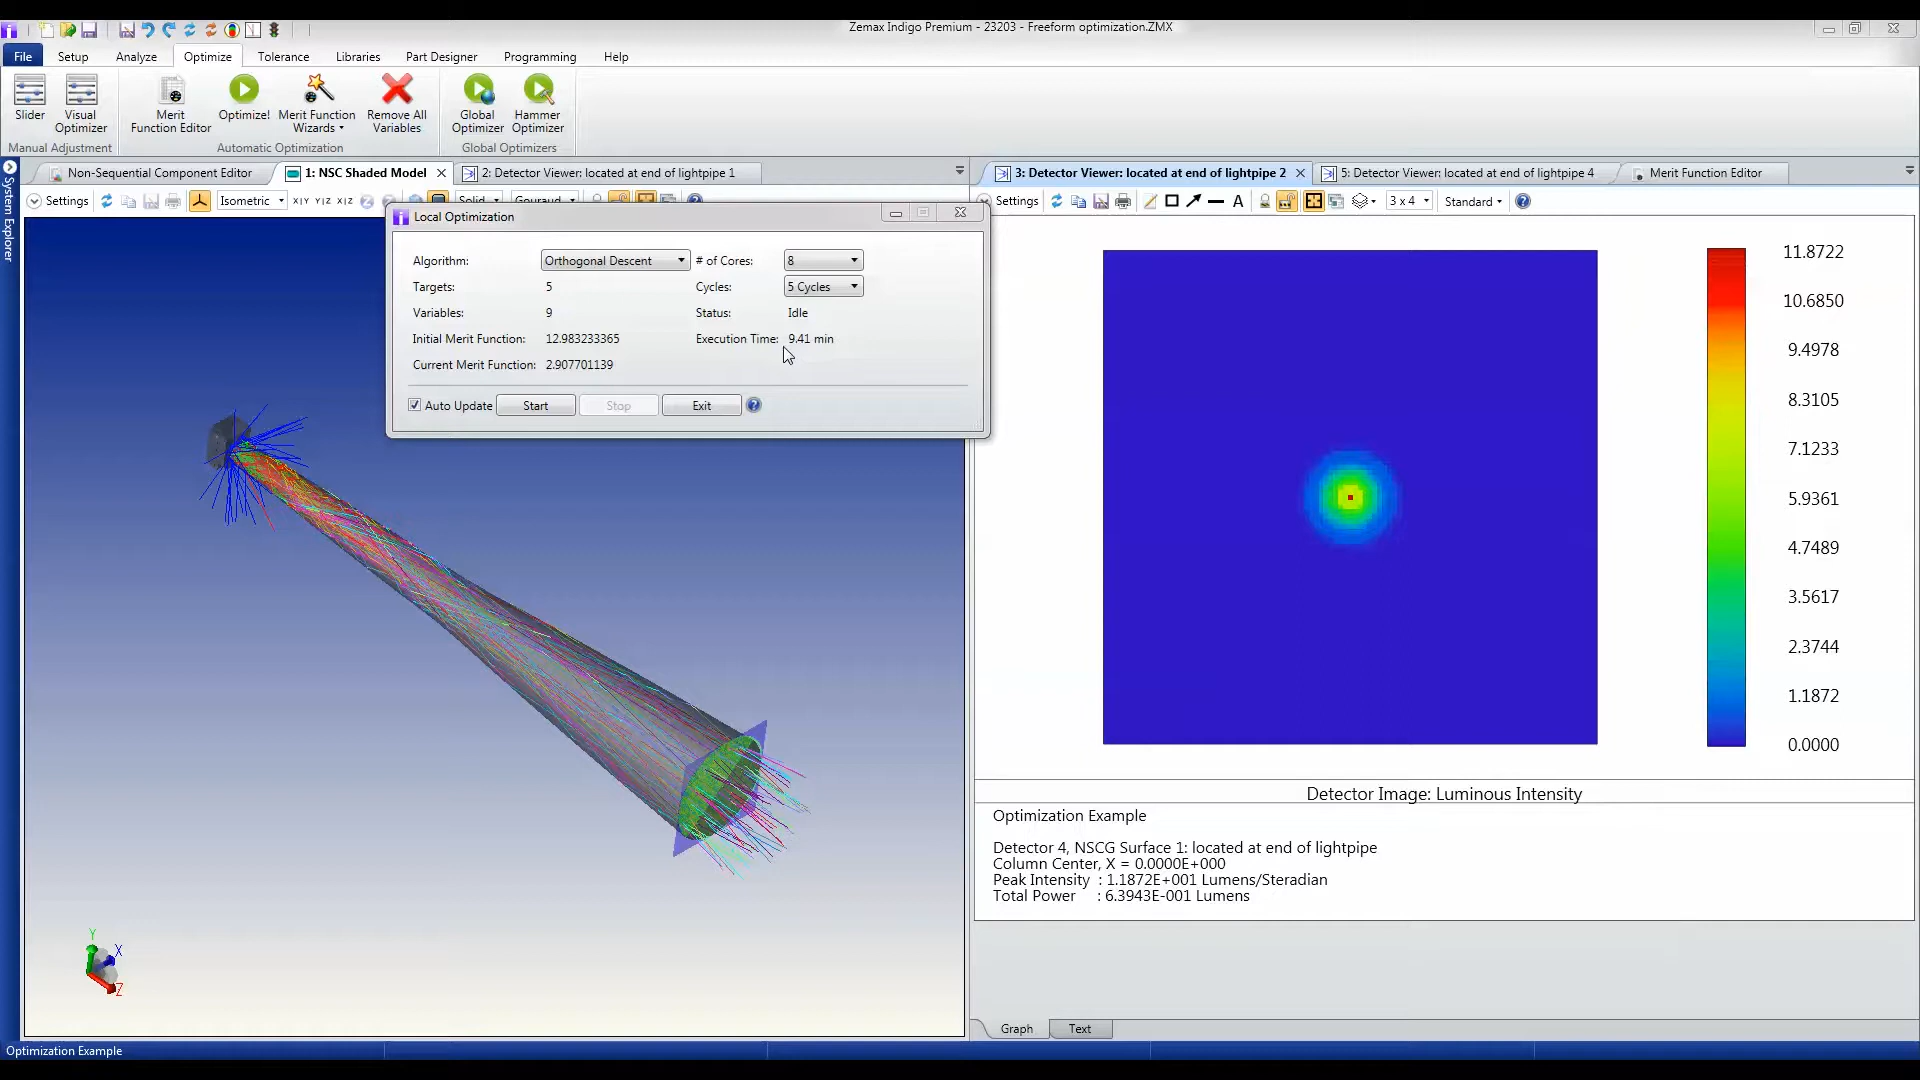 Zemax Indigo Premium - 23203 - Freeform optimization.ZMX
File Setup Analyze Optimize Tolerance Libraries Part Designer Programming Help
Slider
Visual Optimizer
Merit Function Editor
Optimize!
Merit Function Wizards
Remove All Variables
Global Optimizer
Hammer Optimizer
Manual Adjustment
Automatic Optimization
Global Optimizers
System Explorer
Non-Sequential Component Editor
1: NSC Shaded Model
2: Detector Viewer: located at end of lightpipe 1
3: Detector Viewer: located at end of lightpipe 2
5: Detector Viewer: located at end of lightpipe 4
Merit Function Editor
Settings
Isometric
X|Y Y|Z X|Z
Solid
Gouraud
Settings
A
3 x 4
Standard
Local Optimization
Algorithm: Orthogonal Descent # of Cores: 8
Targets: 5 Cycles: 5 Cycles
Variables: 9 Status: Idle
Initial Merit Function: 12.983233365 Execution Time: 9.41 min
Current Merit Function: 2.907701139
Auto Update Start Stop Exit
Y
X
Z
11.8722
10.6850
9.4978
8.3105
7.1233
5.9361
4.7489
3.5617
2.3744
1.1872
0.0000
Detector Image: Luminous Intensity
Optimization Example
Detector 4, NSCG Surface 1: located at end of lightpipe
Column Center, X = 0.0000E+000
Peak Intensity : 1.1872E+001 Lumens/Steradian
Total Power : 6.3943E-001 Lumens
Graph Text
Optimization Example